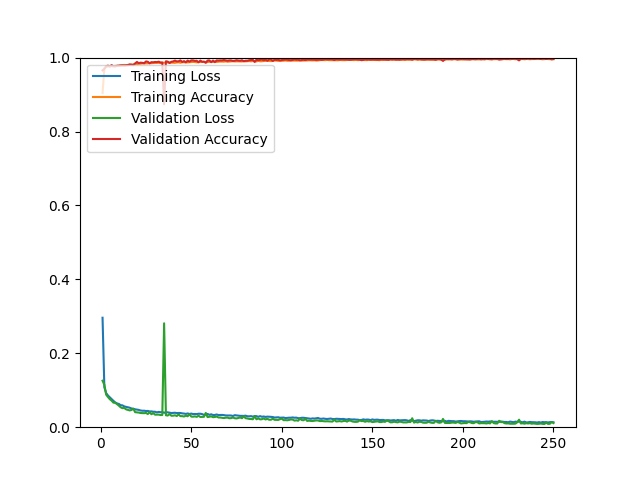 1.0
0.8
0.6
0.4
0.2
0.0
Training Loss
Training Accuracy
Validation Loss
Validation Accuracy
0 50 100 150 200 250